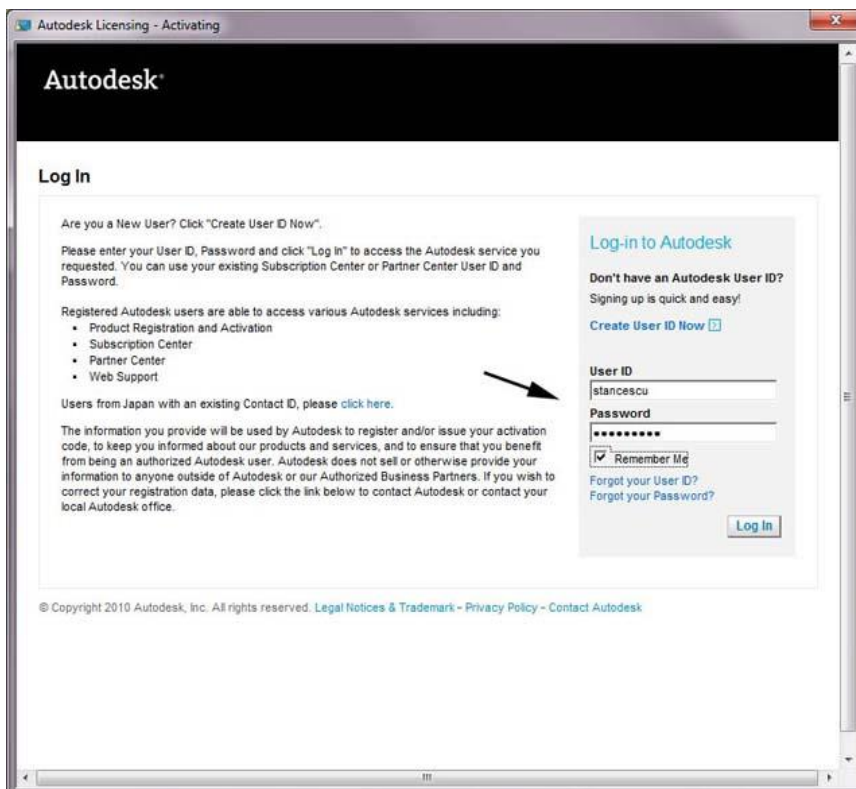 Autodesk Licensing - Activating
Autodesk®
Log In
Are you a New User? Click "Create User ID Now".
Please enter your User ID, Password and click "Log In" to access the Autodesk service you
requested. You can use your existing Subscription Center or Partner Center User ID and
Password.
Registered Autodesk users are able to access various Autodesk services including:
▪ Product Registration and Activation
▪ Subscription Center
▪ Partner Center
▪ Web Support
Users from Japan with an existing Contact ID, please click here.
The information you provide will be used by Autodesk to register and/or issue your activation
code, to keep you informed about our products and services, and to ensure that you benefit
from being an authorized Autodesk user. Autodesk does not sell or otherwise provide your
information to anyone outside of Autodesk or our Authorized Business Partners. If you wish to
correct your registration data, please click the link below to contact Autodesk or contact your
local Autodesk office.
Log-in to Autodesk
Don't have an Autodesk User ID?
Signing up is quick and easy!
Create User ID Now
User ID
stancescu
Password
•••••••••
Remember Me
Forgot your User ID?
Forgot your Password?
Log In
© Copyright 2010 Autodesk, Inc. All rights reserved. Legal Notices & Trademark - Privacy Policy - Contact Autodesk